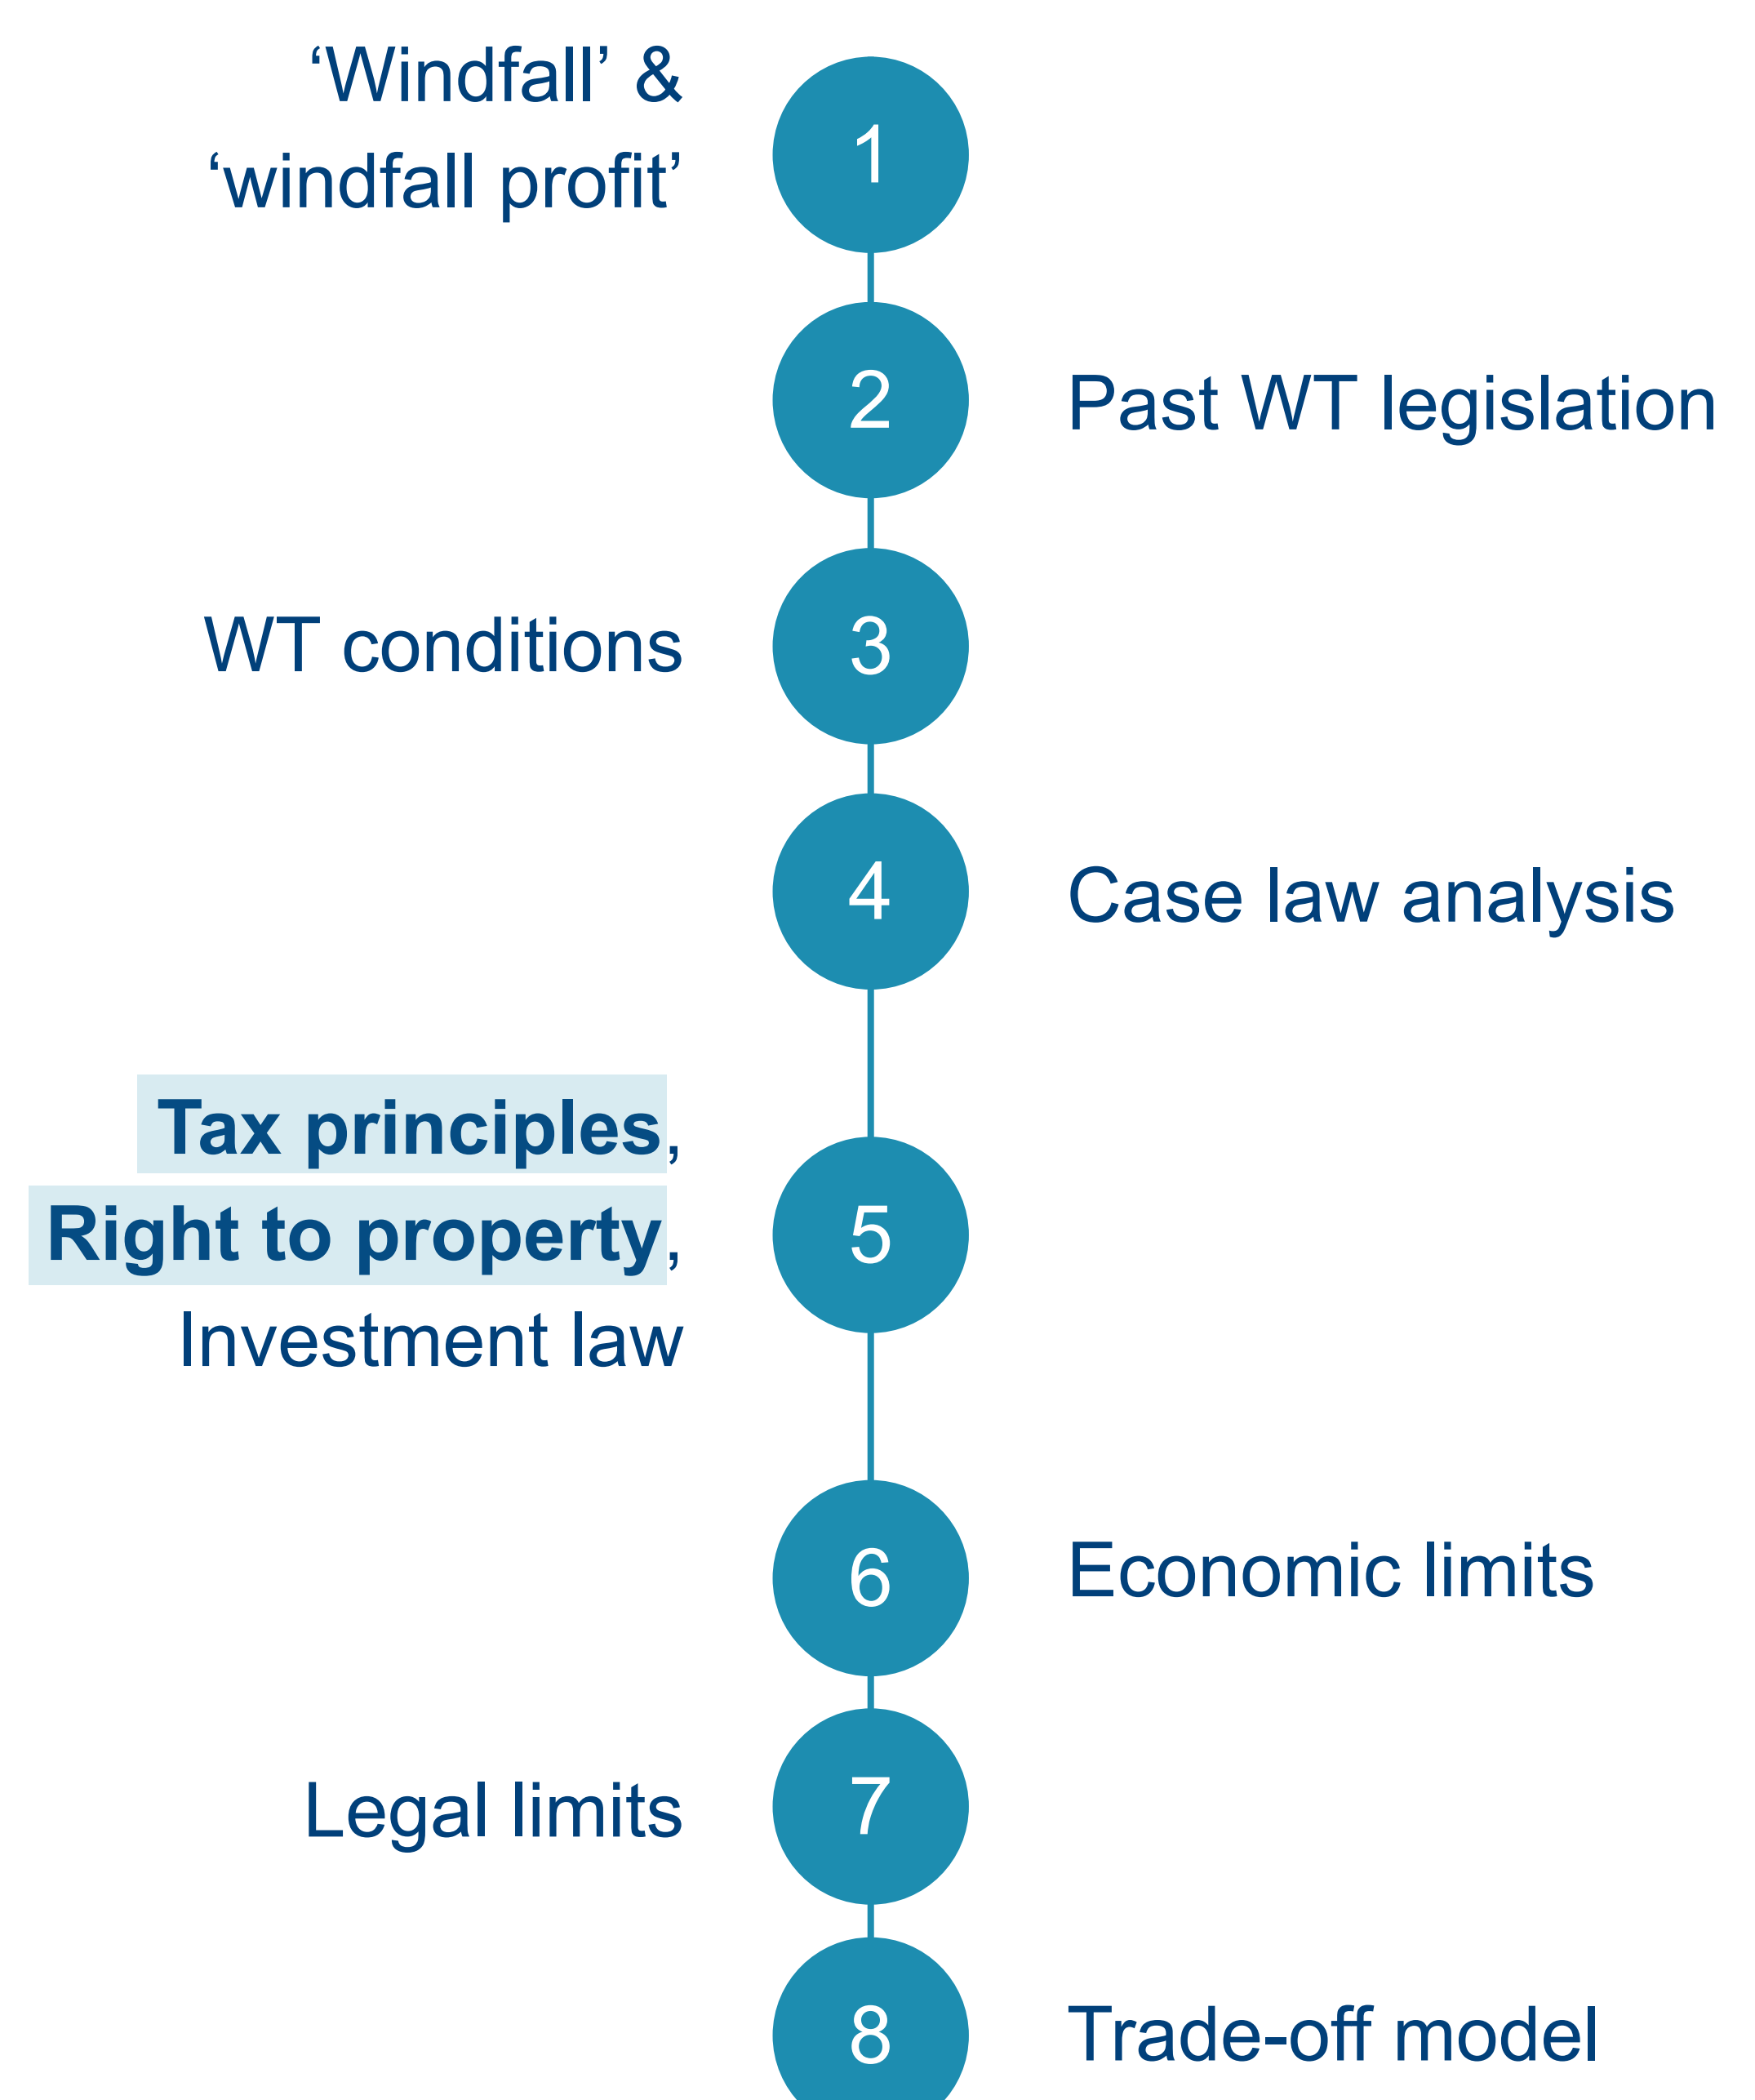 ‘Windfall’ &
‘windfall profit’
1
2
Past WT legislation
WT conditions
3
4
Case law analysis
Tax principles,
Right to property,
Investment law
5
6
Economic limits
Legal limits
7
8
Trade-off model